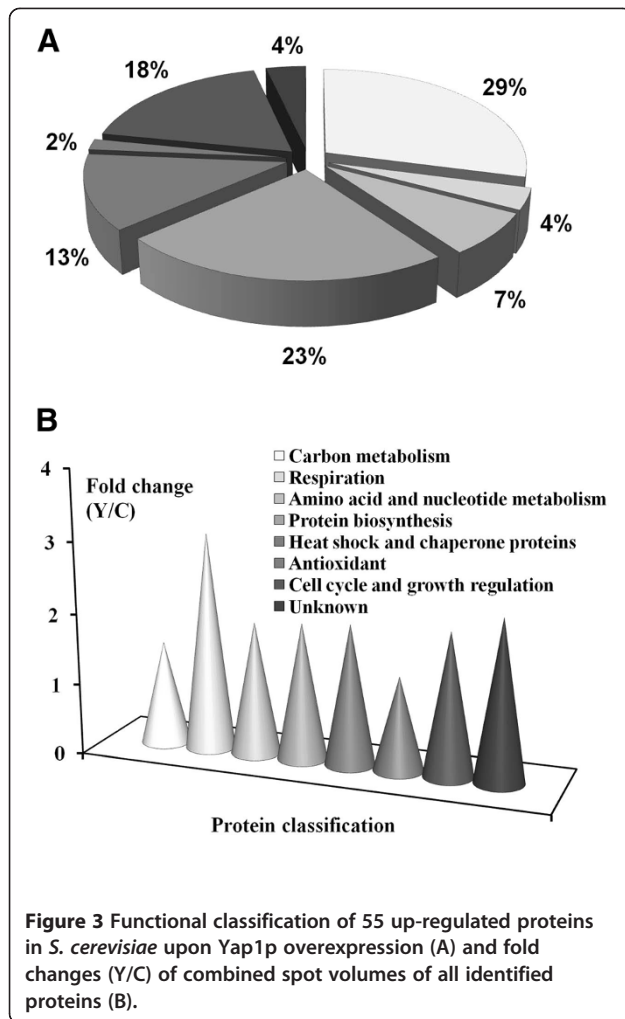 A
4%
18%
29%
2%
4%
13%
7%
23%
B
4
Fold change
(Y/C)
3
2
1
0
Carbon metabolism
Respiration
Amino acid and nucleotide metabolism
Protein biosynthesis
Heat shock and chaperone proteins
Antioxidant
Cell cycle and growth regulation
Unknown
Protein classification
Figure 3 Functional classification of 55 up-regulated proteins
in S. cerevisiae upon Yap1p overexpression (A) and fold
changes (Y/C) of combined spot volumes of all identified
proteins (B).